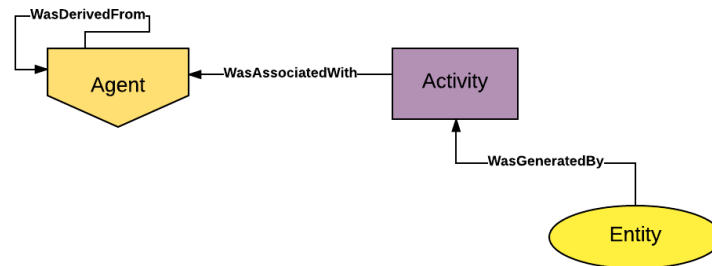 WasDerivedFrom
Agent
WasAssociatedWith
Activity
WasGeneratedBy
Entity